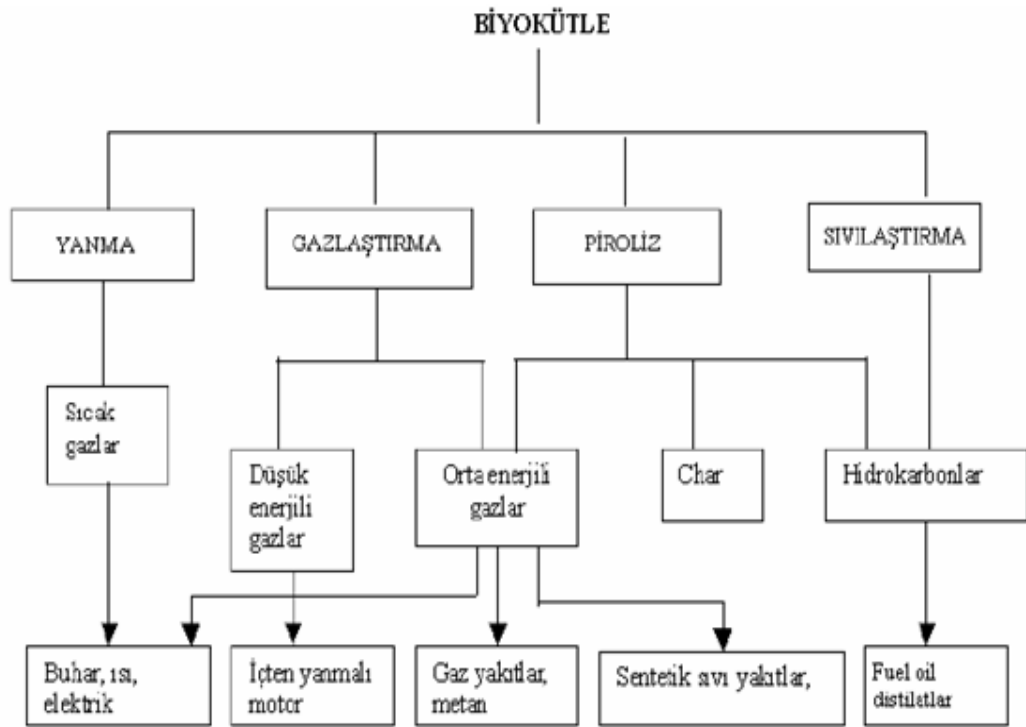 BİYOKÜTLE
YANMA
GAZLAŞTIRMA
PİROLİZ
SIVILAŞTIRMA
Sıcak
gazlar
Düşük
enerjili
gazlar
Orta enerjili
gazlar
Char
Hidrokarbonlar
Buhar, ısı,
elektrik
İçten yanmalı
motor
Gaz yakıtlar,
metan
Sentetik sıvı yakıtlar,
Fuel oil
distilatlar